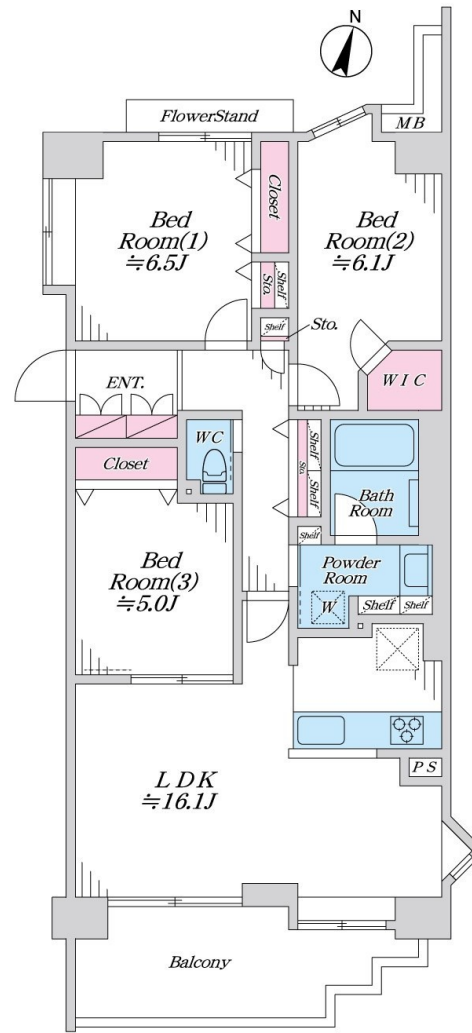 N
FlowerStand
MB
Bed
Room(1)
≒6.5J
Closet
Bed
Room(2)
≒6.1J
Sto.
Shelf
Shelf
Sto.
WIC
ENT.
WC
Closet
Sto.
Shelf
Shelf
Bath
Room
Bed
Room(3)
≒5.0J
Shelf
Powder
Room
W
Shelf
Shelf
LDK
≒16.1J
PS
Balcony